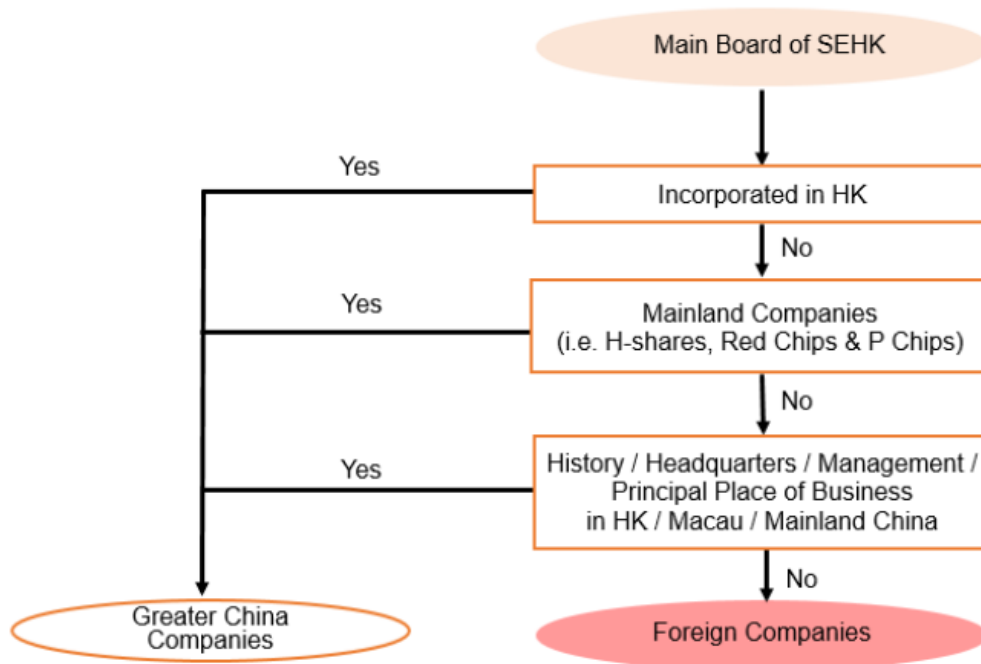 Main Board of SEHK
Yes
Incorporated in HK
No
Yes
Mainland Companies
(i.e. H-shares, Red Chips & P Chips)
No
Yes
History / Headquarters / Management /
Principal Place of Business
in HK / Macau / Mainland China
No
Greater China
Companies
Foreign Companies